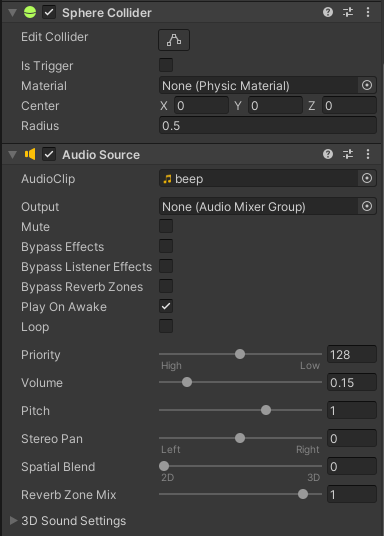 Sphere Collider
Edit Collider
Is Trigger
Material None (Physic Material)
Center X 0 Y 0 Z 0
Radius 0.5
Audio Source
AudioClip beep
Output None (Audio Mixer Group)
Mute
Bypass Effects
Bypass Listener Effects
Bypass Reverb Zones
Play On Awake
Loop
Priority 128
High Low
Volume 0.15
Pitch 1
Stereo Pan 0
Left Right
Spatial Blend 0
2D 3D
Reverb Zone Mix 1
3D Sound Settings